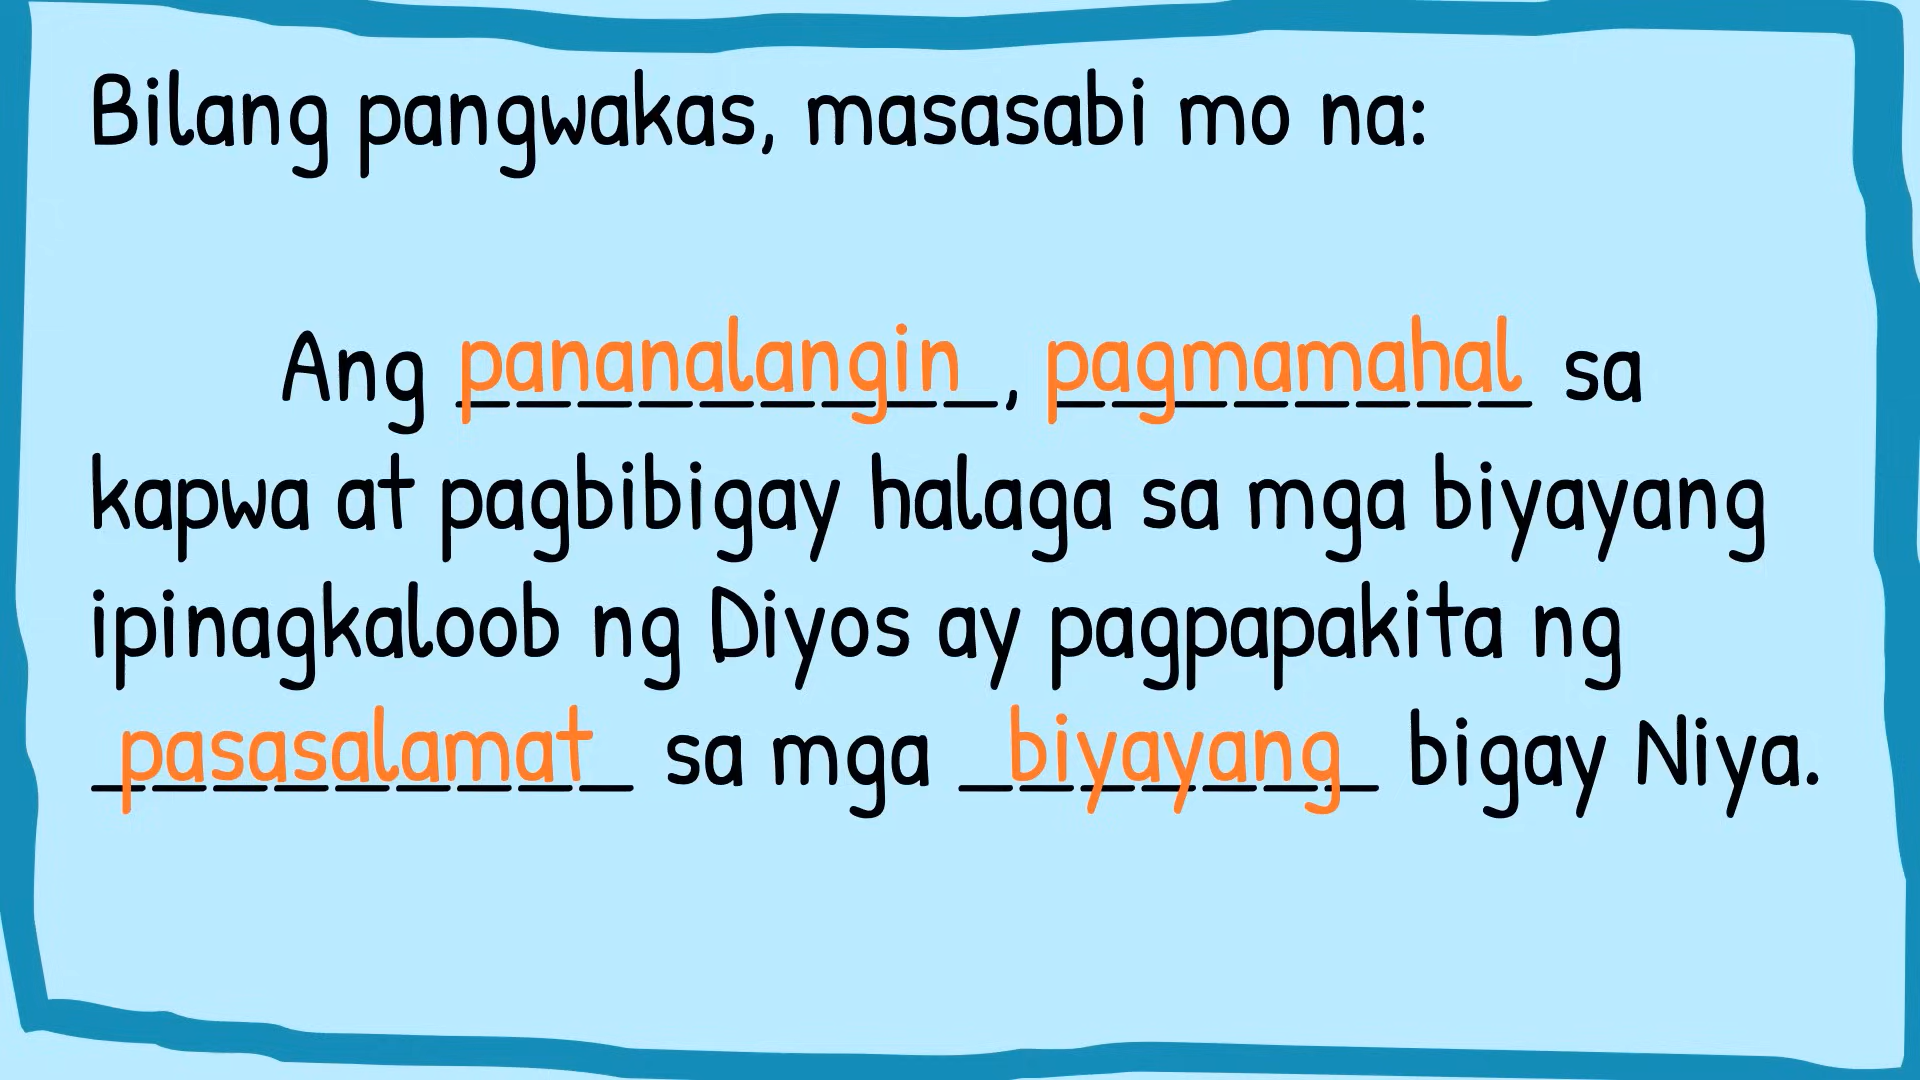 Bilang pangwakas, masasabi mo na:
Ang pananalangin, pagmamahal sa
kapwa at pagbibigay halaga sa mga biyayang
ipinagkaloob ng Diyos ay pagpapakita ng
pasasalamat sa mga biyayang bigay Niya.